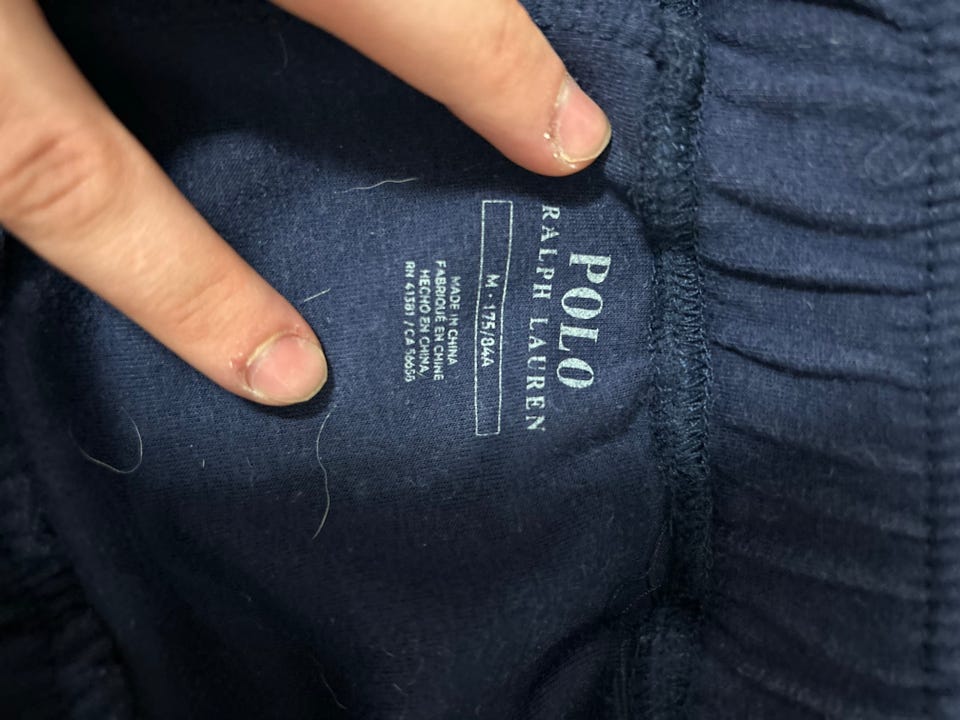 POLO
RALPH LAUREN
M · 175/84A
MADE IN CHINA
FABRIQUÉ EN CHINE
HECHO EN CHINA
RN 41381 / CA 56658